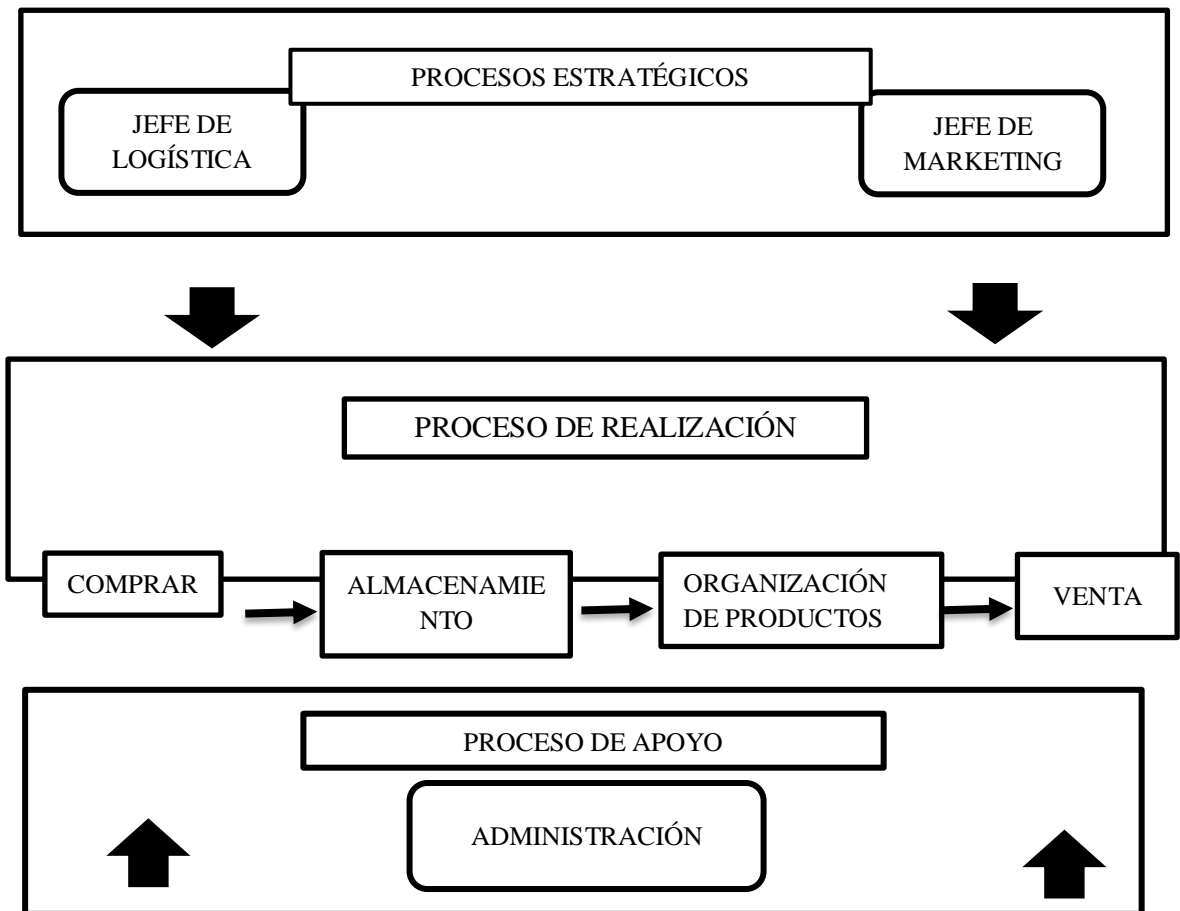 PROCESOS ESTRATÉGICOS
JEFE DE
LOGÍSTICA
JEFE DE
MARKETING
PROCESO DE REALIZACIÓN
COMPRAR
ALMACENAMIE
NTO
ORGANIZACIÓN
DE PRODUCTOS
VENTA
PROCESO DE APOYO
ADMINISTRACIÓN